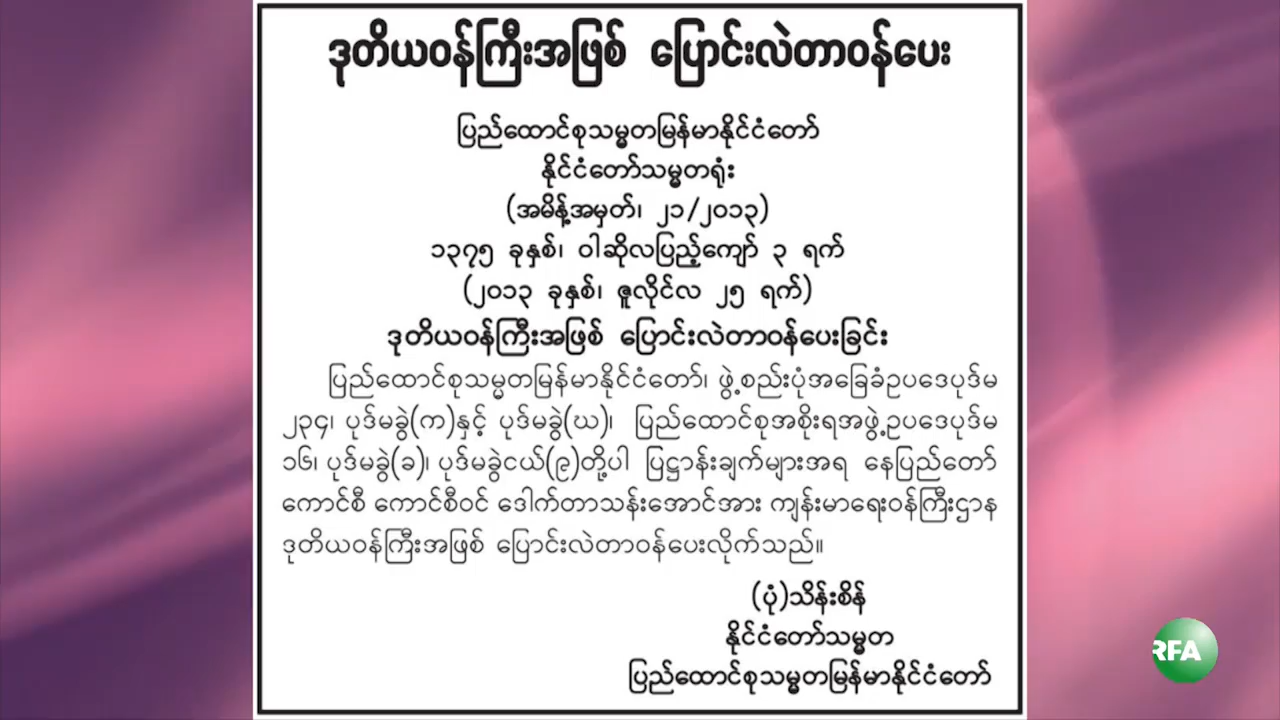 ဒုတိယဝန်ကြီးအဖြစ် ပြောင်းလဲတာဝန်ပေး
ပြည်ထောင်စုသမ္မတမြန်မာနိုင်ငံတော်
နိုင်ငံတော်သမ္မတရုံး
(အမိန့်အမှတ်၊ ၂၁/၂၀၁၃)
၁၃၇၅ ခုနှစ်၊ ဝါဆိုလပြည့်ကျော် ၃ ရက်
(၂၀၁၃ ခုနှစ်၊ ဇူလိုင်လ ၂၅ ရက်)
ဒုတိယဝန်ကြီးအဖြစ် ပြောင်းလဲတာဝန်ပေးခြင်း
ပြည်ထောင်စုသမ္မတမြန်မာနိုင်ငံတော်၊ ဖွဲ့စည်းပုံအခြေခံဥပဒေပုဒ်မ
၂၃၄၊ ပုဒ်မခွဲ(က)နှင့် ပုဒ်မခွဲ(ဃ)၊ ပြည်ထောင်စုအစိုးရအဖွဲ့ဥပဒေပုဒ်မ
၁၆၊ ပုဒ်မခွဲ(ခ)၊ ပုဒ်မခွဲငယ်(၉)တို့ပါ ပြဋ္ဌာန်းချက်များအရ နေပြည်တော်
ကောင်စီ ကောင်စီဝင် ဒေါက်တာသန်းအောင်အား ကျန်းမာရေးဝန်ကြီးဌာန
ဒုတိယဝန်ကြီးအဖြစ် ပြောင်းလဲတာဝန်ပေးလိုက်သည်။
(ပုံ)သိန်းစိန်
နိုင်ငံတော်သမ္မတ
ပြည်ထောင်စုသမ္မတမြန်မာနိုင်ငံတော်
RFA